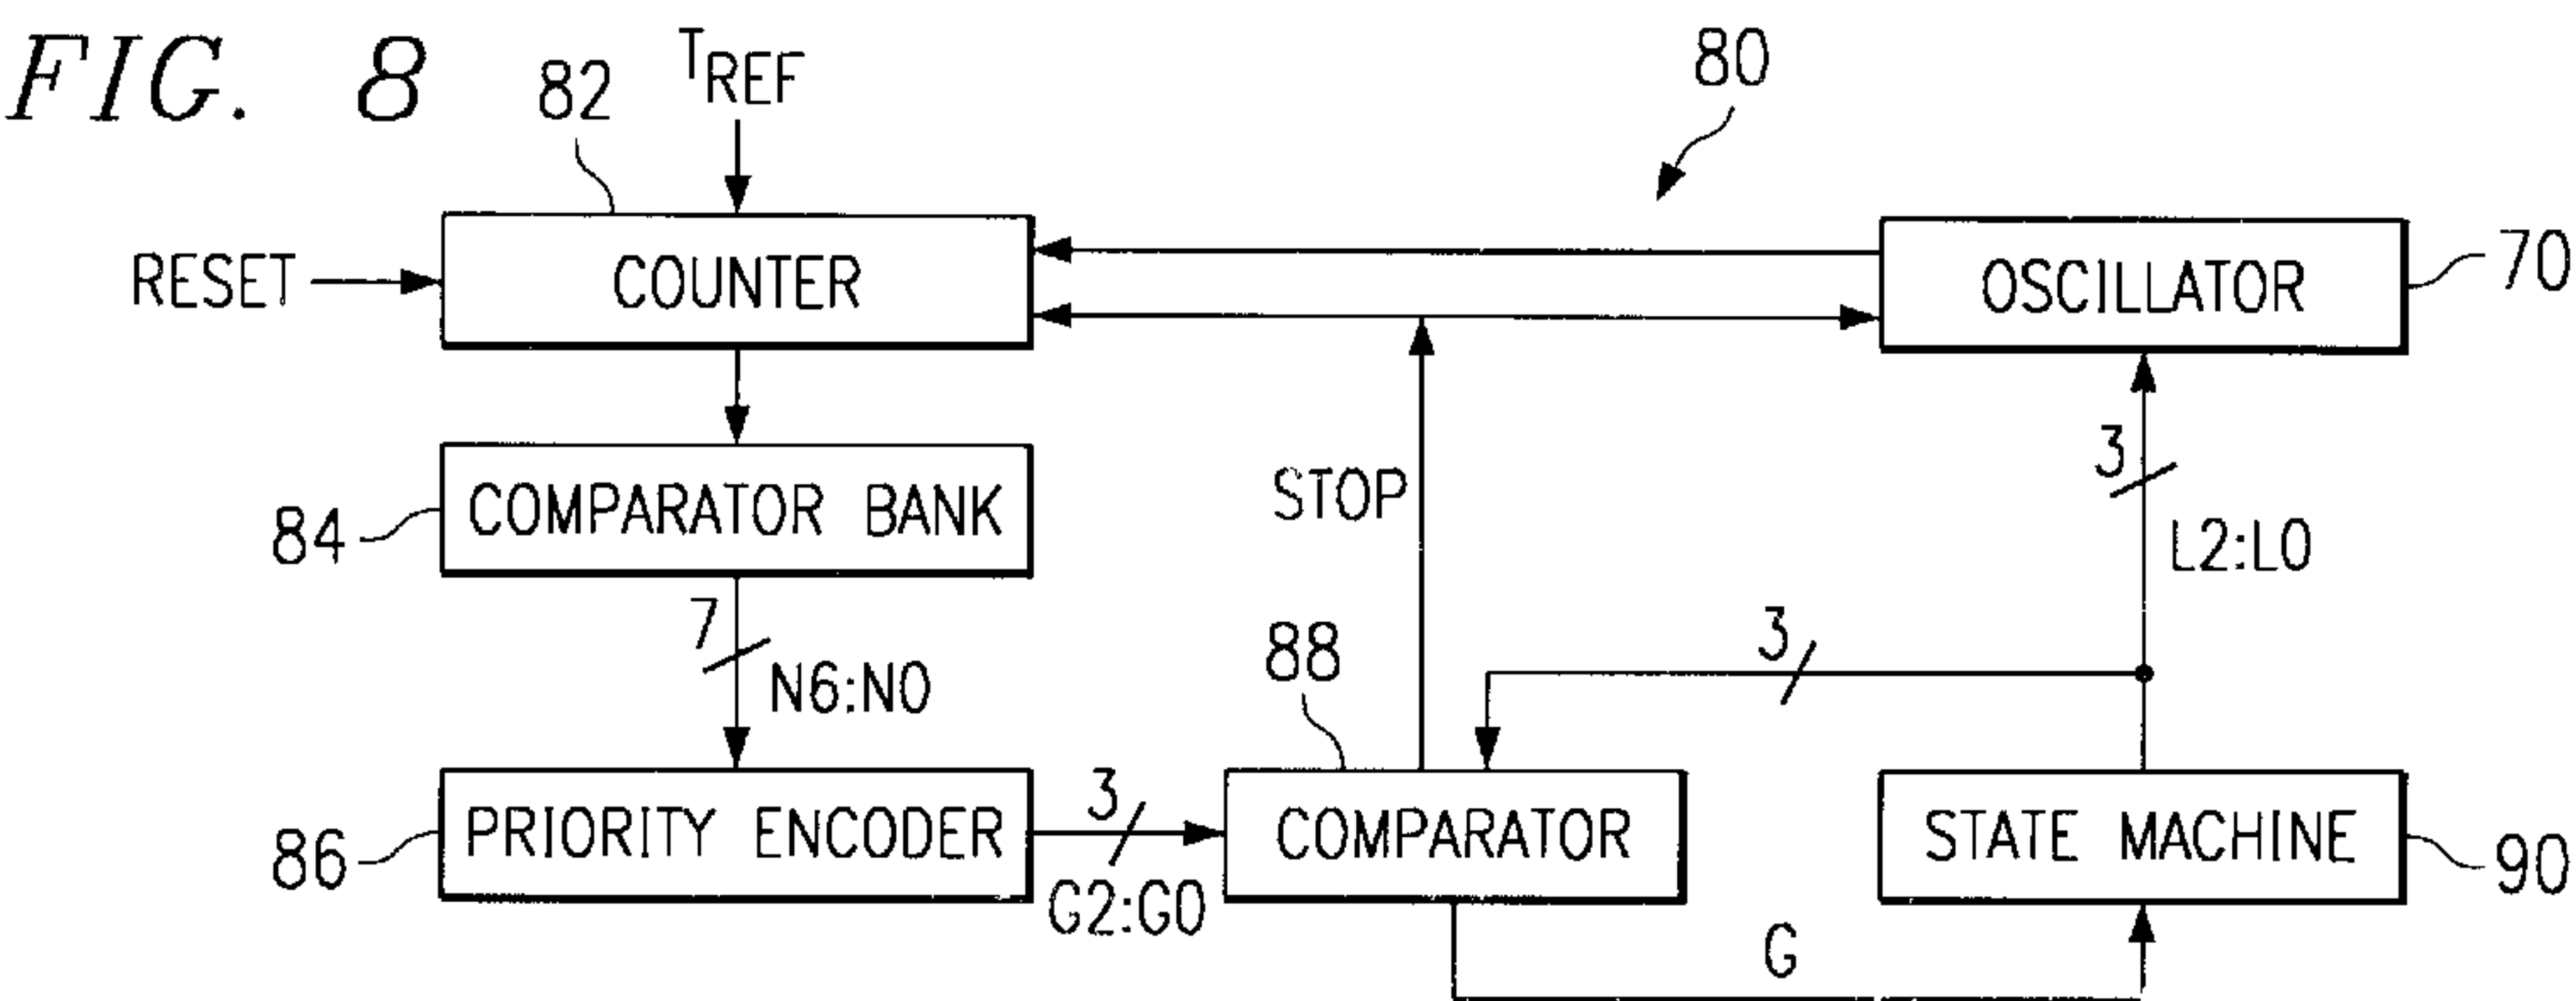 FIG. 8
82
TREF
80
RESET
COUNTER
OSCILLATOR
70
84
COMPARATOR BANK
STOP
3
L2:L0
7
N6:N0
88
3
86
PRIORITY ENCODER
3
G2:G0
COMPARATOR
STATE MACHINE
90
G